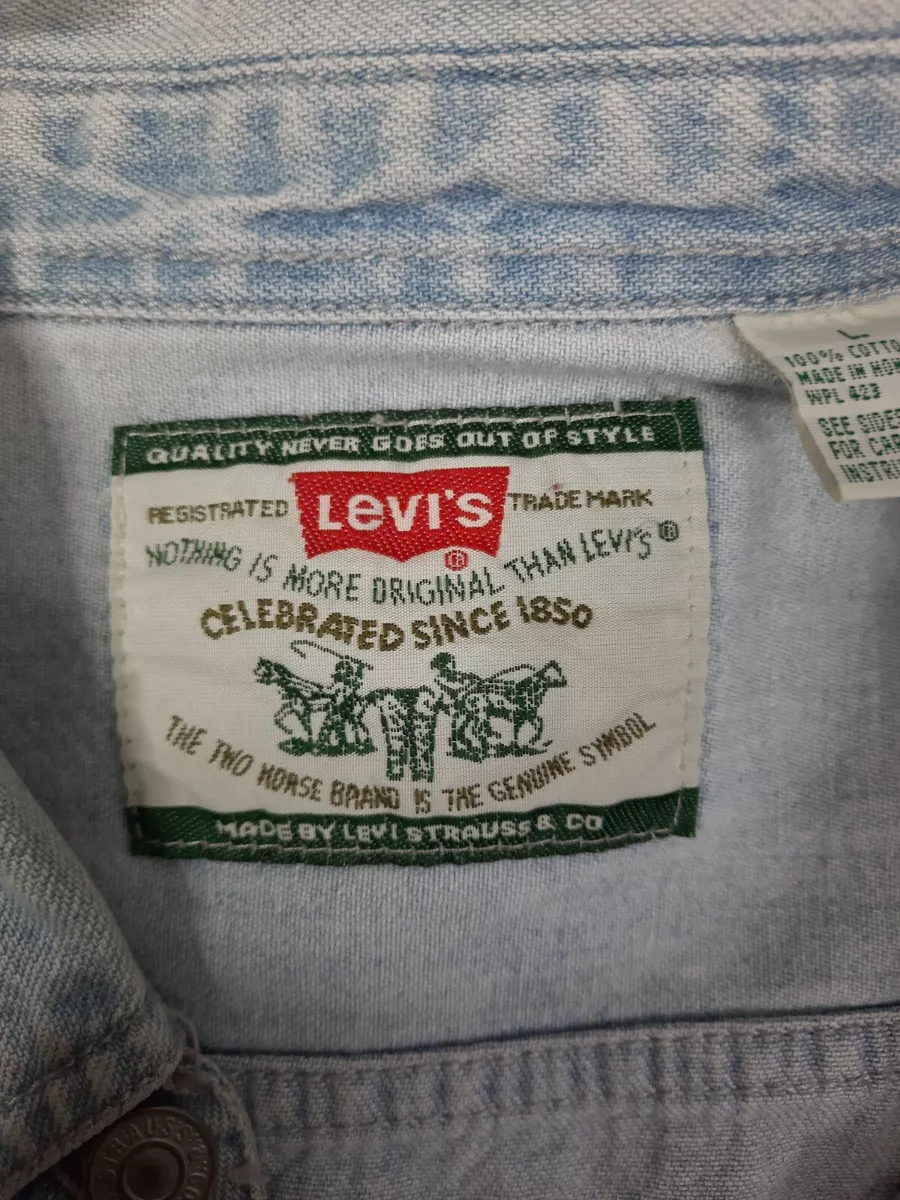 QUALITY NEVER GOES OUT OF STYLE
REGISTRATED LEVI'S TRADE MARK
NOTHING IS MORE ORIGINAL THAN LEVI'S ®
CELEBRATED SINCE 1850
THE TWO HORSE BRAND IS THE GENUINE SYMBOL
MADE BY LEVI STRAUSS & CO
L
100% COTTO
MADE IN HON
WPL 423
SEE SIDE
FOR CAR
INSTRU